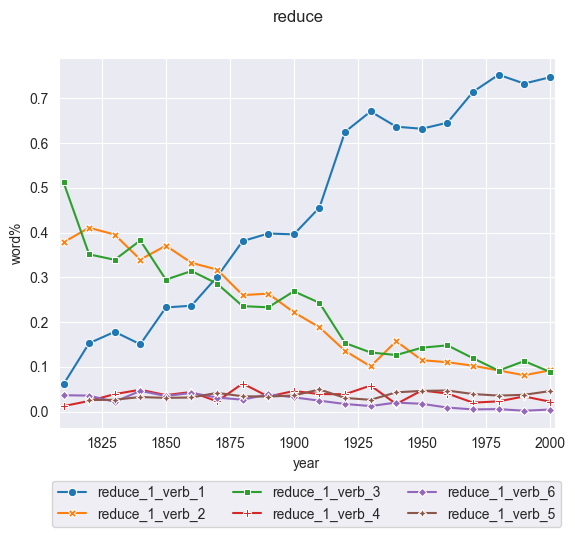 reduce
0.7
0.6
0.5
0.4
0.3
0.2
0.1
0.0
word%
1825 1850 1875 1900 1925 1950 1975 2000
year
reduce_1_verb_1 reduce_1_verb_3 reduce_1_verb_6
reduce_1_verb_2 reduce_1_verb_4 reduce_1_verb_5